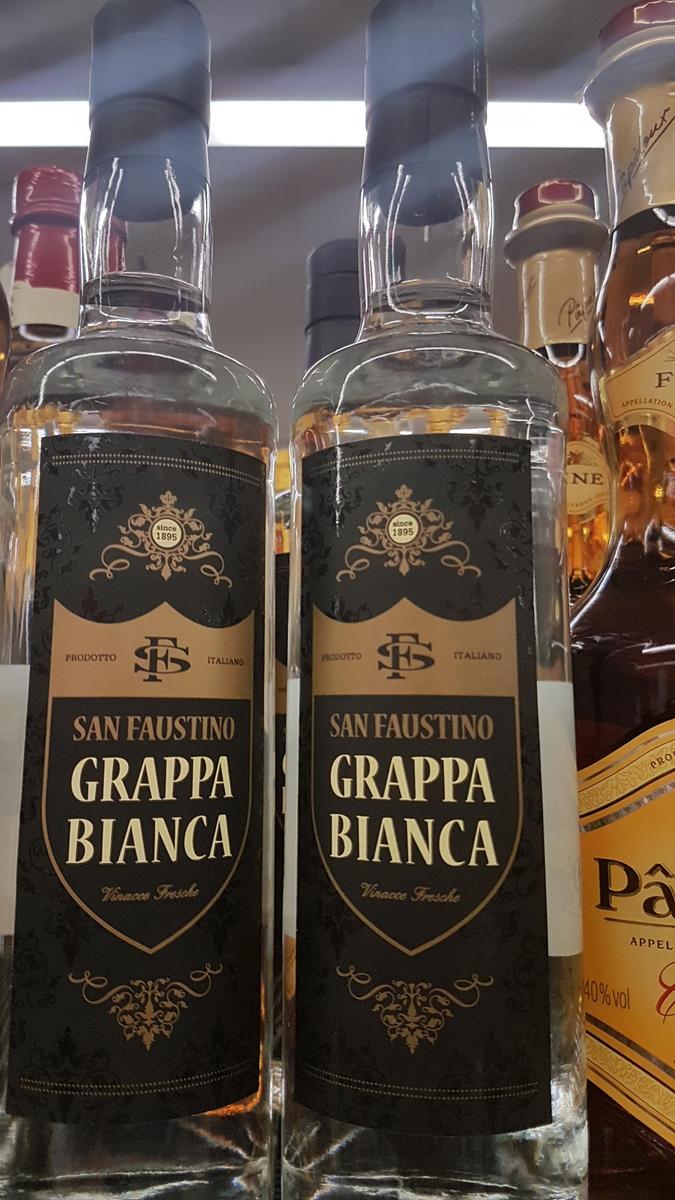 since
1895
PRODOTTO SF ITALIANO
SAN FAUSTINO
GRAPPA
BIANCA
Vinacce Fresche
since
1895
PRODOTTO SF ITALIANO
SAN FAUSTINO
GRAPPA
BIANCA
Vinacce Fresche
APPELLATION
40%vol